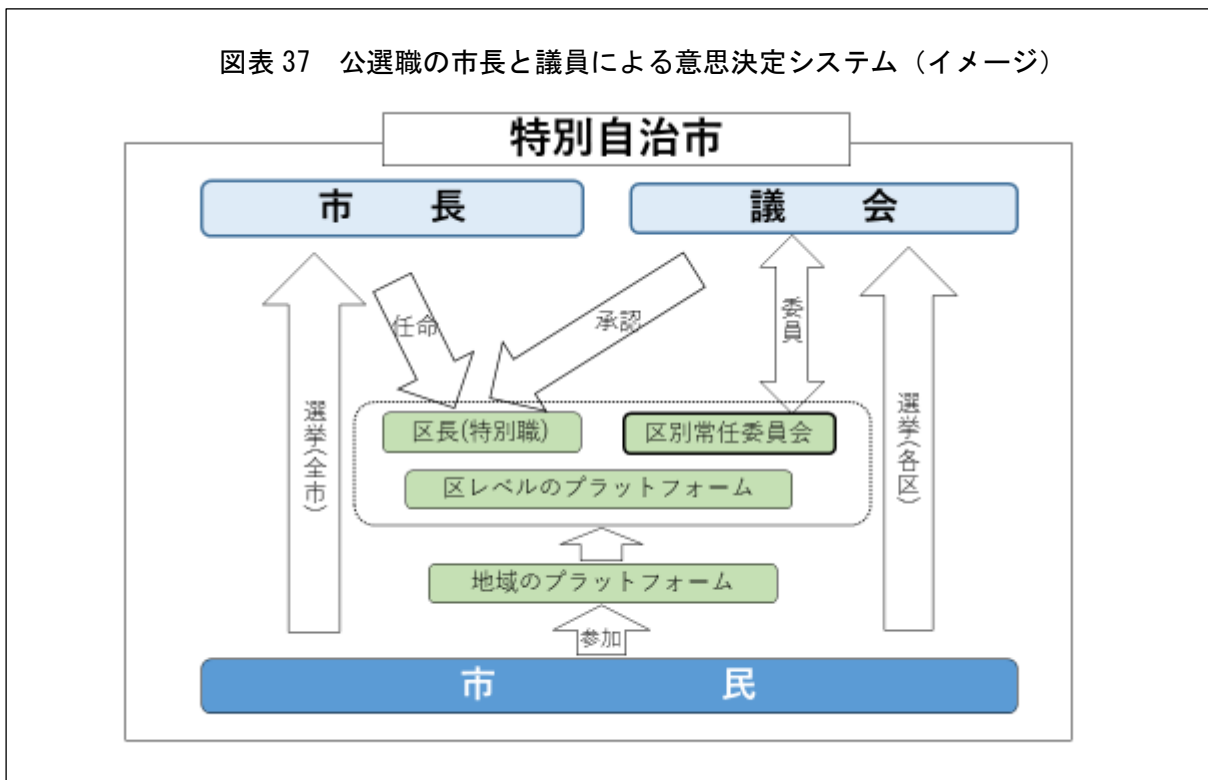 図表 37 公選職の市長と議員による意思決定システム（イメージ）
特別自治市
市 長
議 会
任命
承認
委員
選挙(全市)
選挙(各区)
区長(特別職)
区別常任委員会
区レベルのプラットフォーム
地域のプラットフォーム
参加
市 民